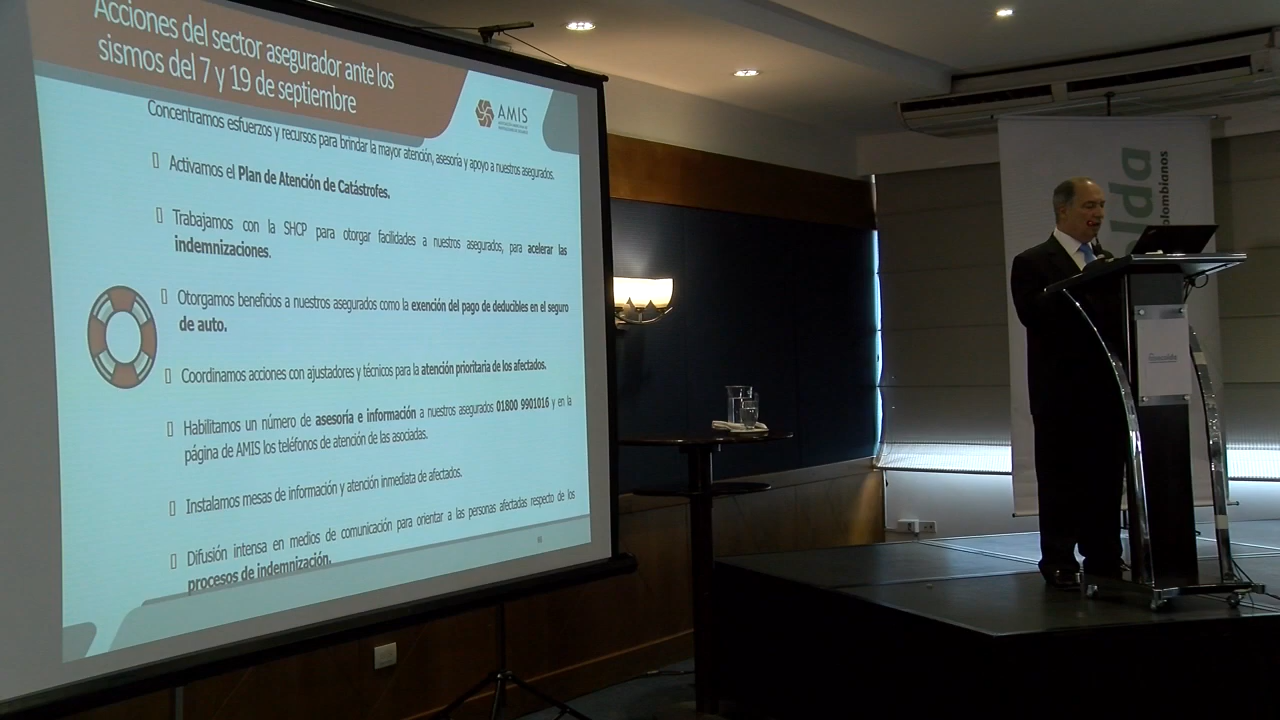 Acciones del sector asegurador ante los
sismos del 7 y 19 de septiembre
AMIS
Concentramos esfuerzos y recursos para brindar la mayor atención, asesoría y apoyo a nuestros asegurados.
Activamos el Plan de Atención de Catástrofes.
Trabajamos con la SHCP para otorgar facilidades a nuestros asegurados, para acelerar las
indemnizaciones.
Otorgamos beneficios a nuestros asegurados como la exención del pago de deducibles en el seguro
de auto.
Coordinamos acciones con ajustadores y técnicos para la atención prioritaria de los afectados.
Habilitamos un número de asesoría e información a nuestros asegurados 01800 9901016 y en la
página de AMIS los teléfonos de atención de las asociadas.
Instalamos mesas de información y atención inmediata de afectados.
Difusión intensa en medios de comunicación para orientar a las personas afectadas respecto de los
procesos de indemnización.
olda
olombianos
fasecolda